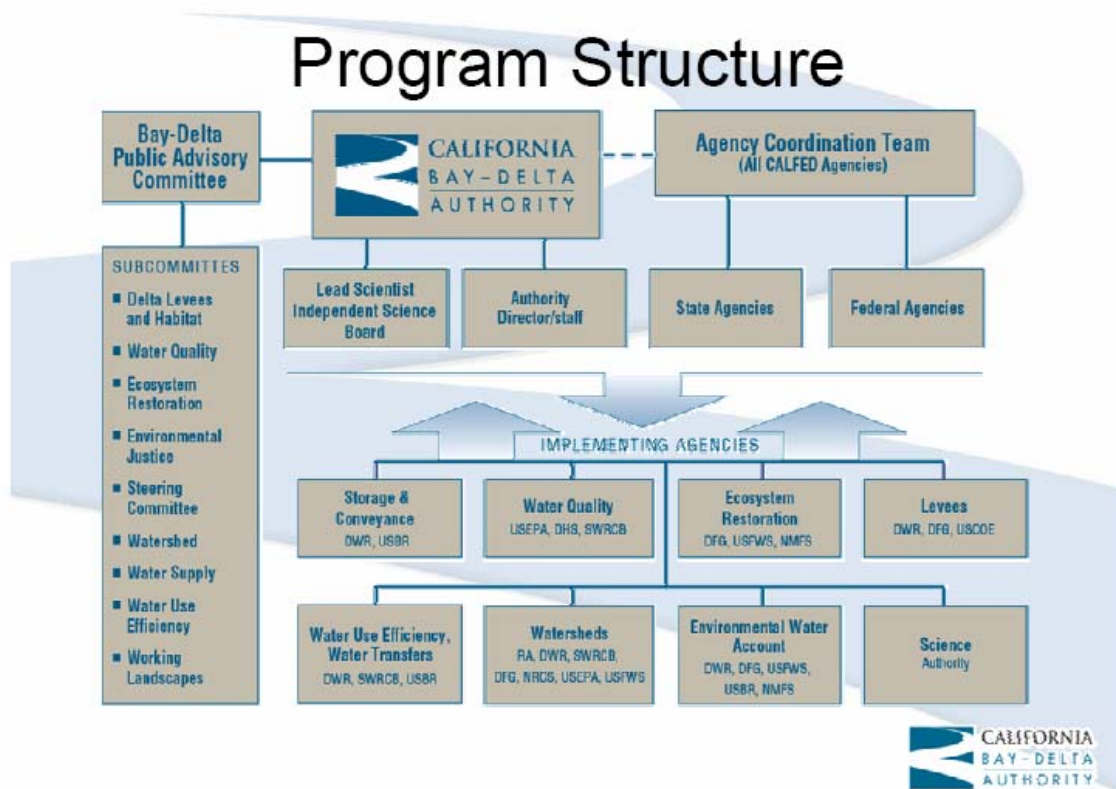 Program Structure
Bay-Delta
Public Advisory
Committee
CALIFORNIA
BAY-DELTA
AUTHORITY
Agency Coordination Team
(All CALFED Agencies)
SUBCOMMITTES
■ Delta Levees
and Habitat
■ Water Quality
■ Ecosystem
Restoration
■ Environmental
Justice
■ Steering
Committee
■ Watershed
■ Water Supply
■ Water Use
Efficiency
■ Working
Landscapes
Lead Scientist
Independent Science
Board
Authority
Director/staff
State Agencies
Federal Agencies
IMPLEMENTING AGENCIES
Storage &
Conveyance
DWR, USBR
Water Quality
USEPA, DHS, SWRCB
Ecosystem
Restoration
DFG, USFWS, NMFS
Levees
DWR, DFG, USCOE
Water Use Efficiency,
Water Transfers
DWR, SWRCB, USBR
Watersheds
RA, DWR, SWRCB,
DFG, NRCS, USEPA, USFWS
Environmental Water
Account
DWR, DFG, USFWS,
USBR, NMFS
Science
Authority
CALIFORNIA
BAY-DELTA
AUTHORITY